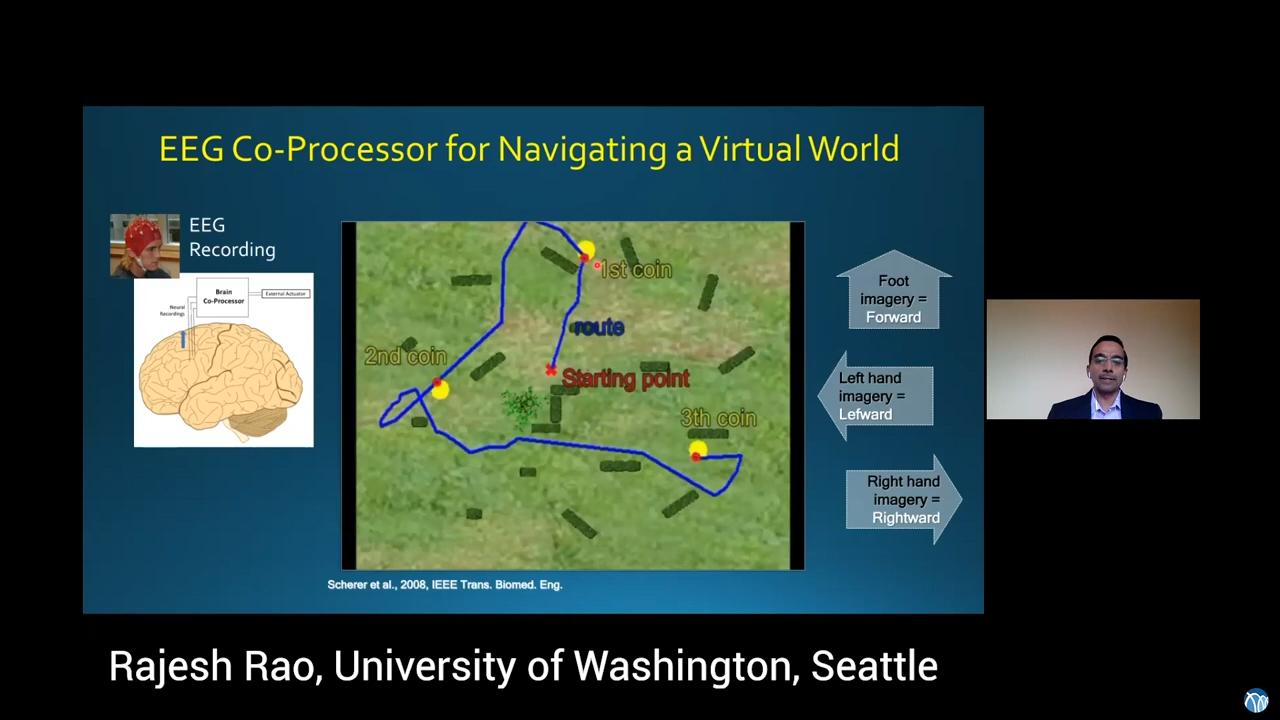 EEG Co-Processor for Navigating a Virtual World
EEG
Recording
Brain
Co-Processor
External Actuator
Neural
Recordings
1st coin
route
2nd coin
Starting point
3th coin
Foot
imagery =
Forward
Left hand
imagery =
Lefward
Right hand
imagery =
Rightward
Scherer et al., 2008, IEEE Trans. Biomed. Eng.
Rajesh Rao, University of Washington, Seattle